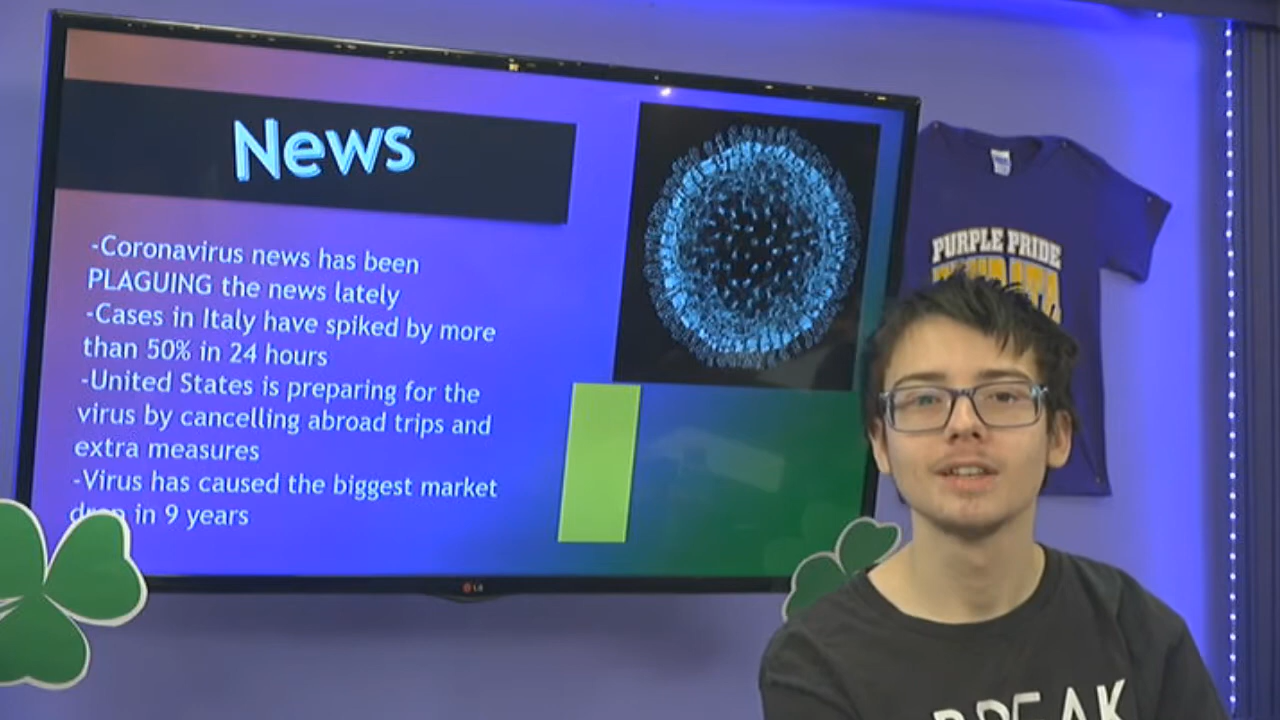 News
-Coronavirus news has been
PLAGUING the news lately
-Cases in Italy have spiked by more
than 50% in 24 hours
-United States is preparing for the
virus by cancelling abroad trips and
extra measures
-Virus has caused the biggest market
drop in 9 years
LG
PURPLE PRIDE
BREAK